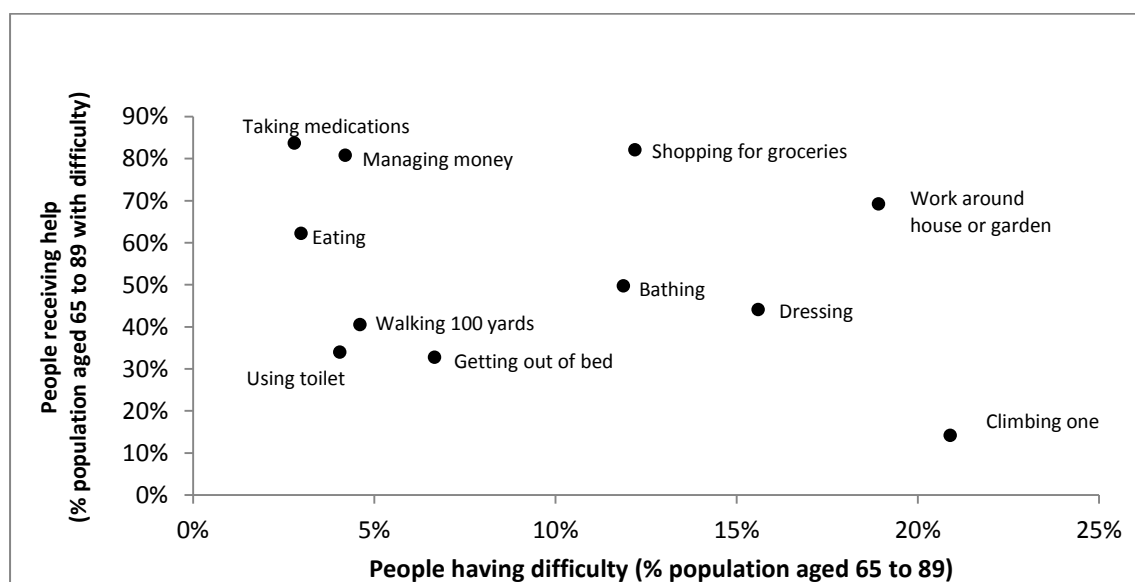 People receiving help
(% population aged 65 to 89 with difficulty)
90%
80%
70%
60%
50%
40%
30%
20%
10%
0%
Taking medications
Managing money
Shopping for groceries
Work around
house or garden
Eating
Bathing
Dressing
Walking 100 yards
Getting out of bed
Using toilet
Climbing one
0%
5%
10%
15%
20%
25%
People having difficulty (% population aged 65 to 89)